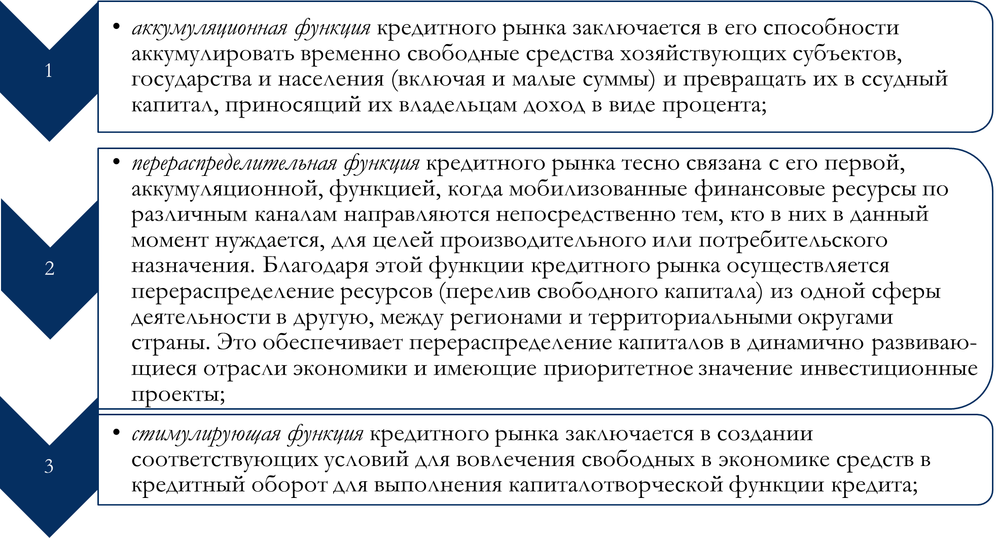 1
• аккумуляционная функция кредитного рынка заключается в его способности
аккумулировать временно свободные средства хозяйствующих субъектов,
государства и населения (включая и малые суммы) и превращать их в ссудный
капитал, приносящий их владельцам доход в виде процента;
2
• перераспределительная функция кредитного рынка тесно связана с его первой,
аккумуляционной, функцией, когда мобилизованные финансовые ресурсы по
различным каналам направляются непосредственно тем, кто в них в данный
момент нуждается, для целей производительного или потребительского
назначения. Благодаря этой функции кредитного рынка осуществляется
перераспределение ресурсов (перелив свободного капитала) из одной сферы
деятельности в другую, между регионами и территориальными округами
страны. Это обеспечивает перераспределение капиталов в динамично развиваю-
щиеся отрасли экономики и имеющие приоритетное значение инвестиционные
проекты;
3
• стимулирующая функция кредитного рынка заключается в создании
соответствующих условий для вовлечения свободных в экономике средств в
кредитный оборот для выполнения капиталотворческой функции кредита;